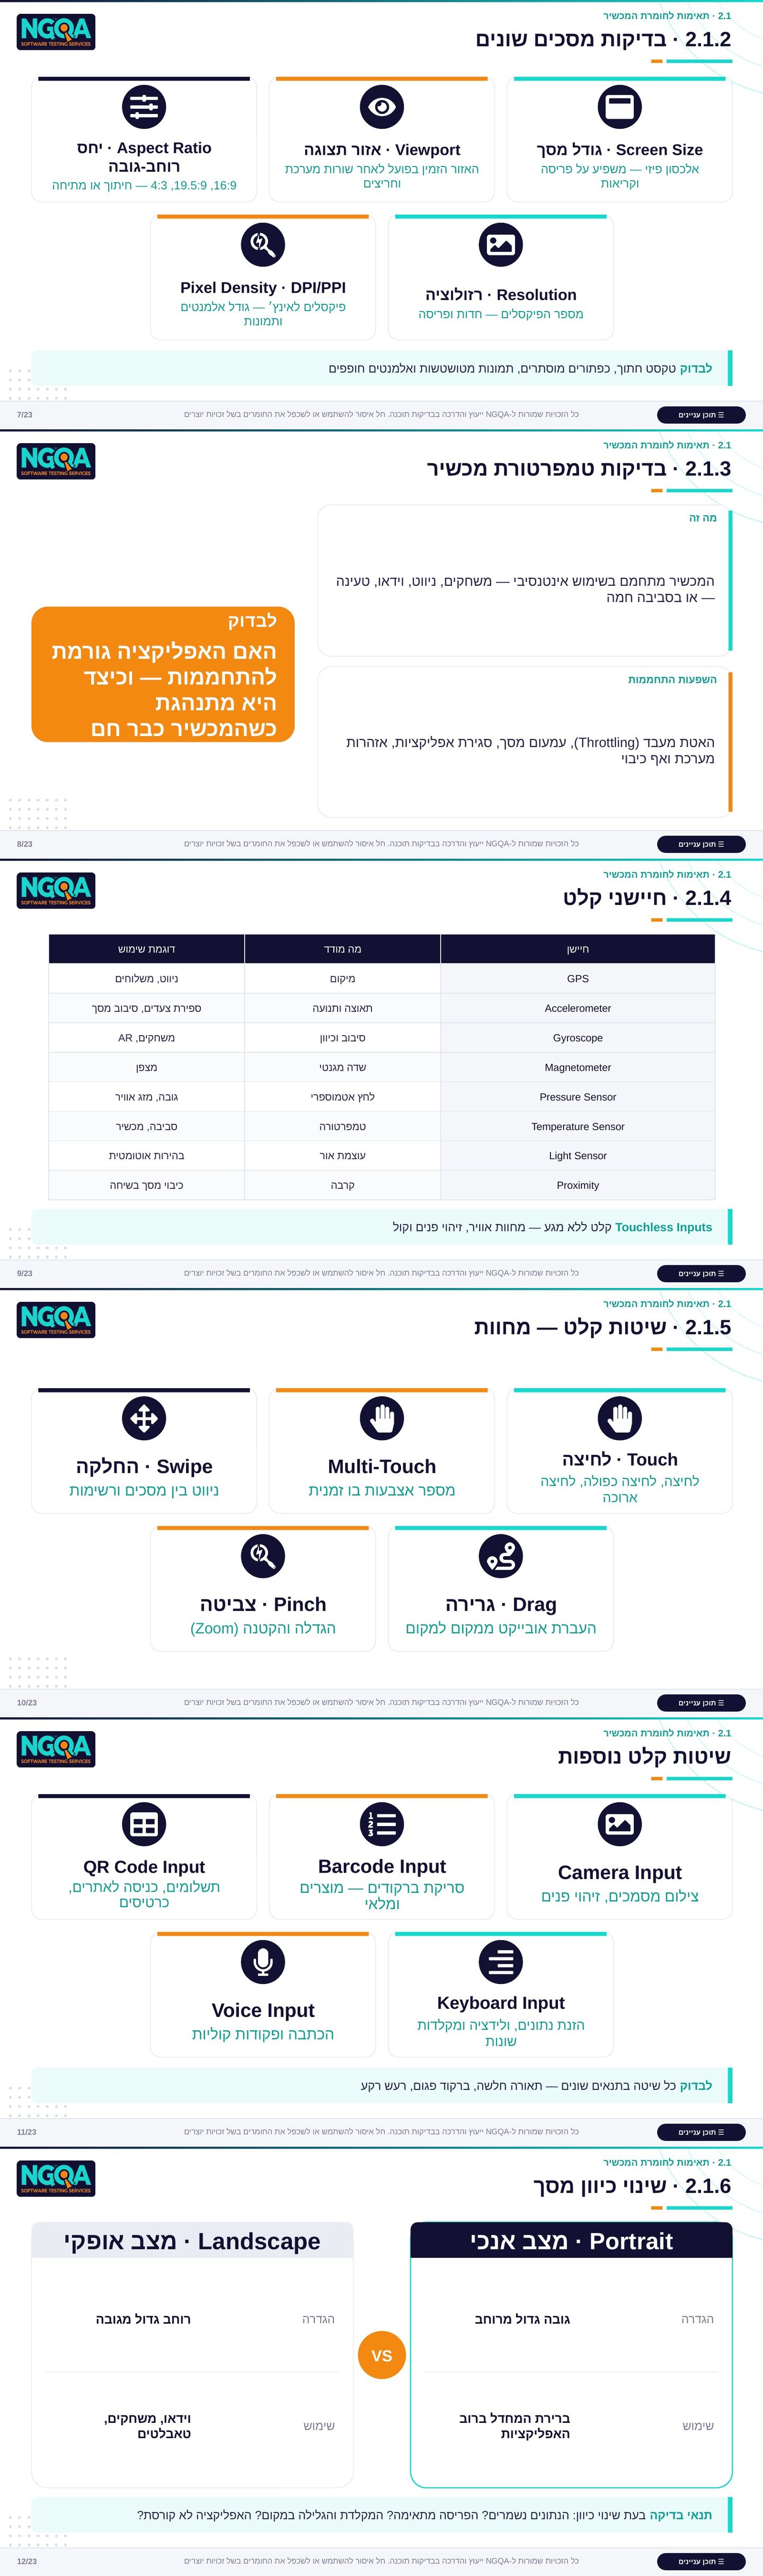 2.1 · תאימות לחומרת המכשיר
2.1.2 · בדיקות מסכים שונים
NGQA
SOFTWARE TESTING SERVICES
Screen Size · גודל מסך
אלכסון פיזי — משפיע על פריסה
וקריאות
Viewport · אזור תצוגה
האזור הזמין בפועל לאחר שורות מערכת
וחריצים
Aspect Ratio · יחס
רוחב-גובה
16:9, 19.5:9, 4:3 — חיתוך או מתיחה
Resolution · רזולוציה
מספר הפיקסלים — חדות ופריסה
Pixel Density · DPI/PPI
פיקסלים לאינץ׳ — גודל אלמנטים
ותמונות
לבדוק טקסט חתוך, כפתורים מוסתרים, תמונות מטושטשות ואלמנטים חופפים
☰ תוכן עניינים
כל הזכויות שמורות ל-NGQA ייעוץ והדרכה בבדיקות תוכנה. חל איסור להשתמש או לשכפל את החומרים בשל זכויות יוצרים
7/23
2.1 · תאימות לחומרת המכשיר
2.1.3 · בדיקות טמפרטורת מכשיר
NGQA
SOFTWARE TESTING SERVICES
מה זה
המכשיר מתחמם בשימוש אינטנסיבי — משחקים, ניווט, וידאו, טעינה
— או בסביבה חמה
השפעות התחממות
האטת מעבד (Throttling), עמעום מסך, סגירת אפליקציות, אזהרות
מערכת ואף כיבוי
לבדוק
האם האפליקציה גורמת
להתחממות — וכיצד
היא מתנהגת
כשהמכשיר כבר חם
☰ תוכן עניינים
כל הזכויות שמורות ל-NGQA ייעוץ והדרכה בבדיקות תוכנה. חל איסור להשתמש או לשכפל את החומרים בשל זכויות יוצרים
8/23
2.1 · תאימות לחומרת המכשיר
2.1.4 · חיישני קלט
NGQA
SOFTWARE TESTING SERVICES
חיישן מה מודד דוגמת שימוש
GPS מיקום ניווט, משלוחים
Accelerometer תאוצה ותנועה ספירת צעדים, סיבוב מסך
Gyroscope סיבוב וכיוון משחקים, AR
Magnetometer שדה מגנטי מצפן
Pressure Sensor לחץ אטמוספרי גובה, מזג אוויר
Temperature Sensor טמפרטורה סביבה, מכשיר
Light Sensor עוצמת אור בהירות אוטומטית
Proximity קרבה כיבוי מסך בשיחה
Touchless Inputs קלט ללא מגע — מחוות אוויר, זיהוי פנים וקול
☰ תוכן עניינים
כל הזכויות שמורות ל-NGQA ייעוץ והדרכה בבדיקות תוכנה. חל איסור להשתמש או לשכפל את החומרים בשל זכויות יוצרים
9/23
2.1 · תאימות לחומרת המכשיר
2.1.5 · שיטות קלט — מחוות
NGQA
SOFTWARE TESTING SERVICES
Touch · לחיצה
לחיצה, לחיצה כפולה, לחיצה
ארוכה
Multi-Touch
מספר אצבעות בו זמנית
Swipe · החלקה
ניווט בין מסכים ורשימות
Drag · גרירה
העברת אובייקט ממקום למקום
Pinch · צביטה
הגדלה והקטנה (Zoom)
☰ תוכן עניינים
כל הזכויות שמורות ל-NGQA ייעוץ והדרכה בבדיקות תוכנה. חל איסור להשתמש או לשכפל את החומרים בשל זכויות יוצרים
10/23
2.1 · תאימות לחומרת המכשיר
שיטות קלט נוספות
NGQA
SOFTWARE TESTING SERVICES
Camera Input
צילום מסמכים, זיהוי פנים
Barcode Input
סריקת ברקודים — מוצרים
ומלאי
QR Code Input
תשלומים, כניסה לאתרים,
כרטיסים
Keyboard Input
הזנת נתונים, ולידציה ומקלדות
שונות
Voice Input
הכתבה ופקודות קוליות
לבדוק כל שיטה בתנאים שונים — תאורה חלשה, ברקוד פגום, רעש רקע
☰ תוכן עניינים
כל הזכויות שמורות ל-NGQA ייעוץ והדרכה בבדיקות תוכנה. חל איסור להשתמש או לשכפל את החומרים בשל זכויות יוצרים
11/23
2.1 · תאימות לחומרת המכשיר
2.1.6 · שינוי כיוון מסך
NGQA
SOFTWARE TESTING SERVICES
Portrait · מצב אנכי
הגדרה גובה גדול מרוחב
שימוש ברירת המחדל ברוב
האפליקציות
VS
Landscape · מצב אופקי
הגדרה רוחב גדול מגובה
שימוש וידאו, משחקים,
טאבלטים
תנאי בדיקה בעת שינוי כיוון: הנתונים נשמרים? הפריסה מתאימה? המקלדת והגלילה במקום? האפליקציה לא קורסת?
☰ תוכן עניינים
כל הזכויות שמורות ל-NGQA ייעוץ והדרכה בבדיקות תוכנה. חל איסור להשתמש או לשכפל את החומרים בשל זכויות יוצרים
12/23